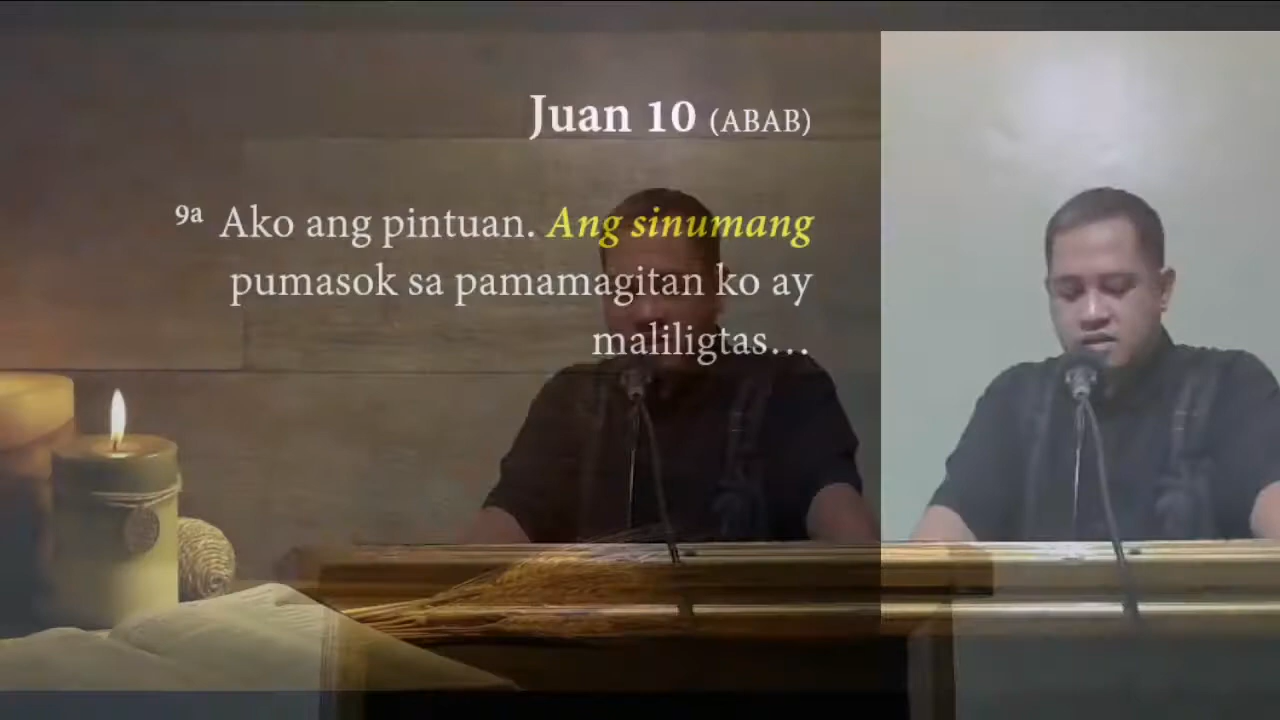 Juan 10 (ABAB)
9a Ako ang pintuan. Ang sinumang
pumasok sa pamamagitan ko ay
maliligtas…